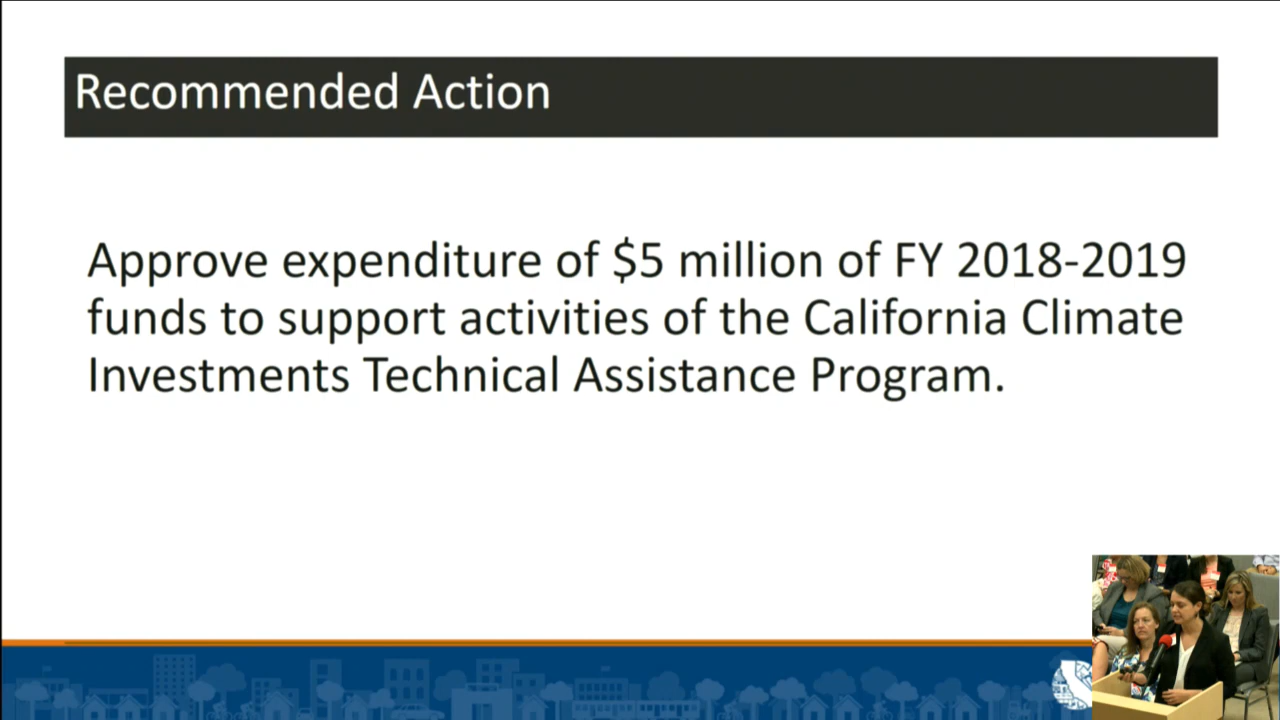 Recommended Action
Approve expenditure of $5 million of FY 2018-2019
funds to support activities of the California Climate
Investments Technical Assistance Program.